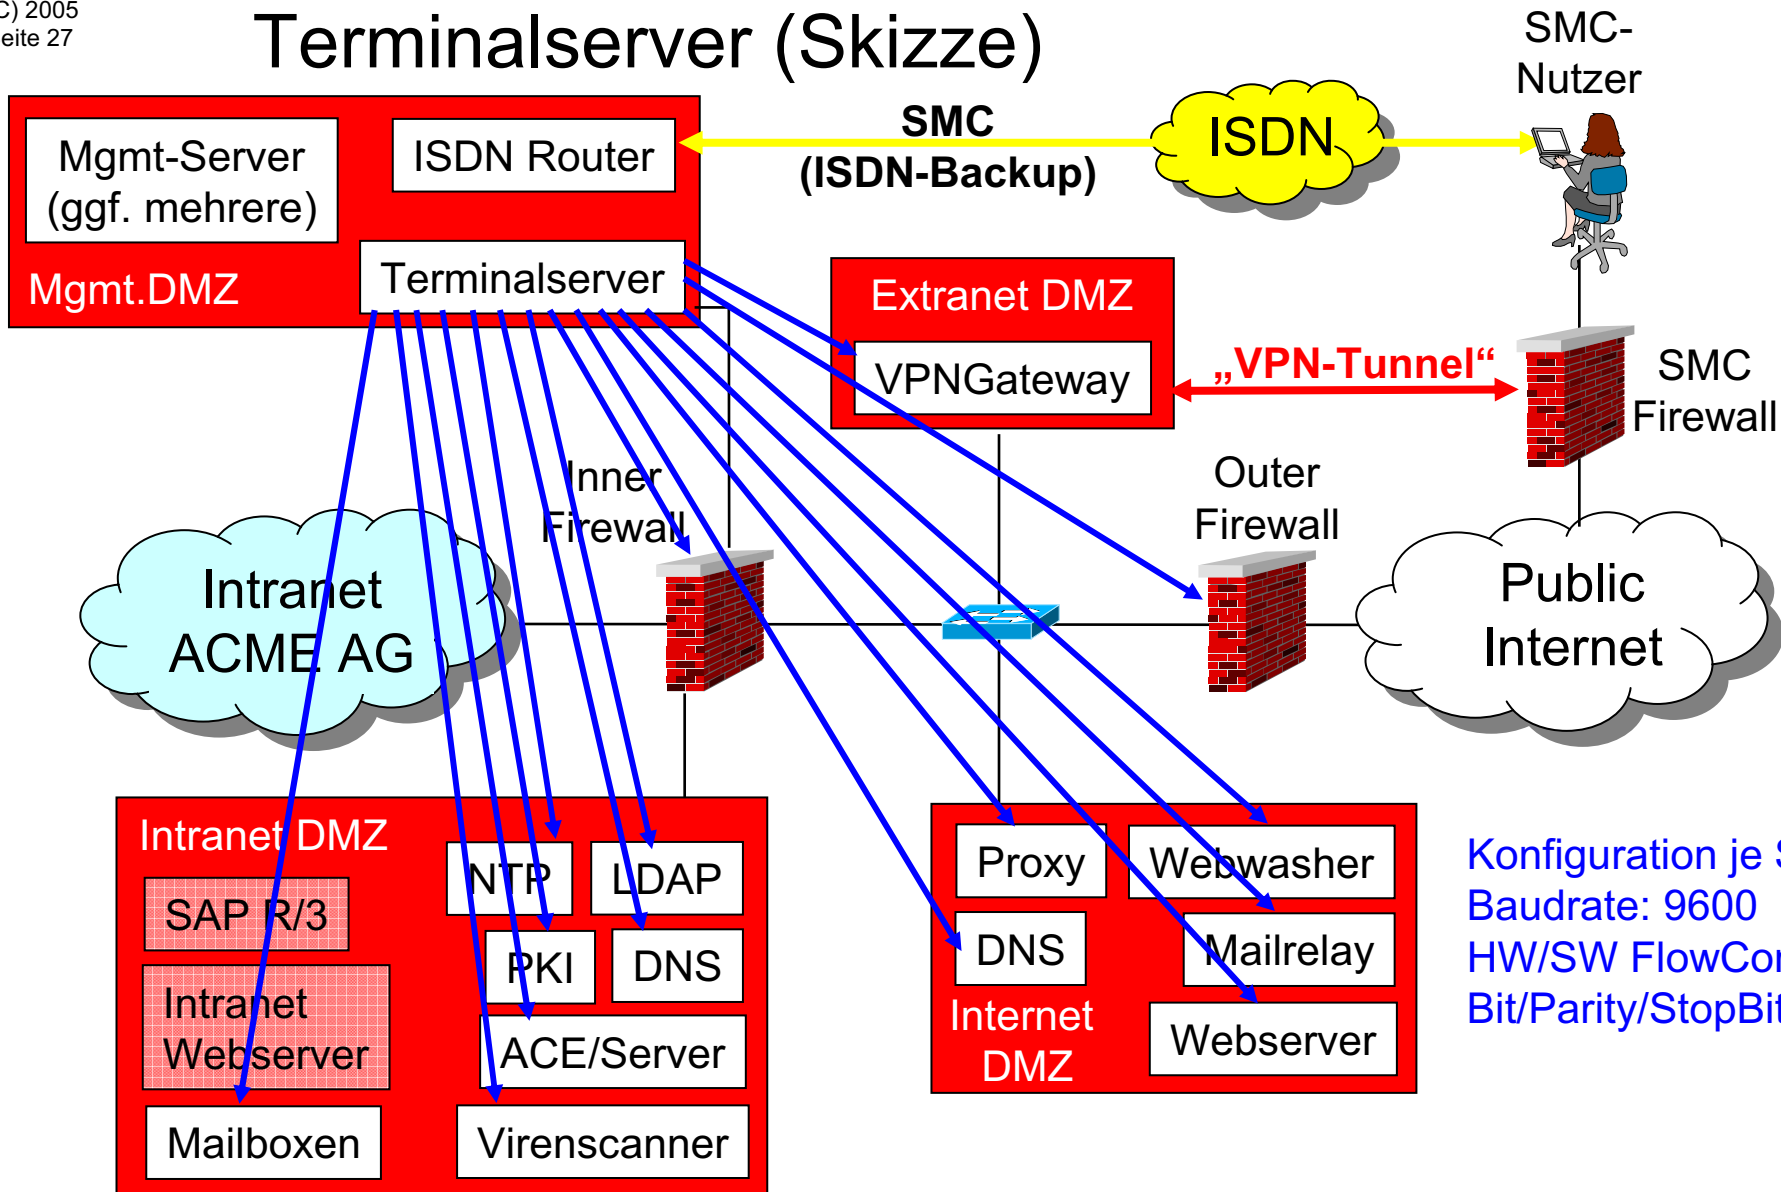 C) 2005
eite 27
Terminalserver (Skizze)
SMC-
Nutzer
Mgmt-Server
(ggf. mehrere)
ISDN Router
SMC
(ISDN-Backup)
ISDN
Mgmt.DMZ
Terminalserver
Extranet DMZ
VPNGateway
„VPN-Tunnel“
SMC
Firewall
Inner
Firewall
Outer
Firewall
Intranet
ACME AG
Public
Internet
Intranet DMZ
NTP
LDAP
SAP R/3
PKI
DNS
Intranet
Webserver
ACE/Server
Mailboxen
Virenscanner
Proxy
Webwasher
DNS
Mailrelay
Internet
DMZ
Webserver
Konfiguration je S
Baudrate: 9600
HW/SW FlowCon
Bit/Parity/StopBit